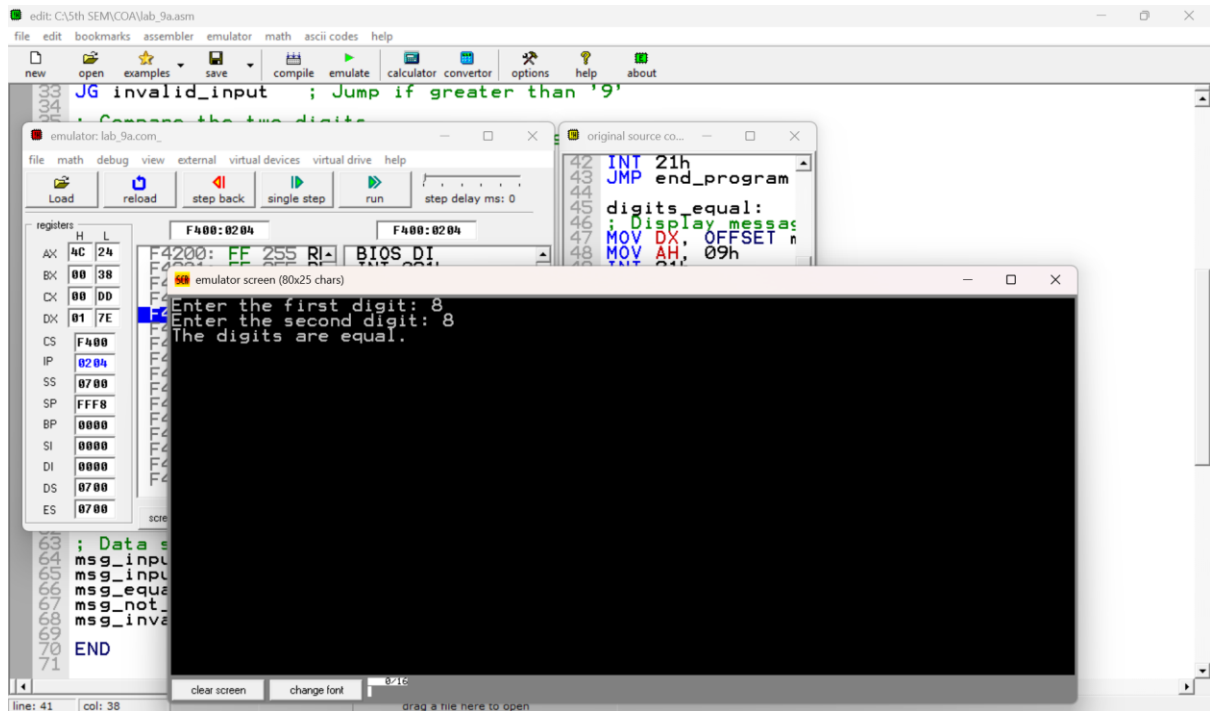 edit: C:\5th SEM\COA\lab_9a.asm
file edit bookmarks assembler emulator math ascii codes help
new open examples save compile emulate calculator convertor options help about
33 JG invalid_input ; Jump if greater than '9'
34
35 ; Compare the two digits
emulator: lab_9a.com_
file math debug view external virtual devices virtual drive help
Load reload step back single step run step delay ms: 0
registers
H L
F400:0204 F400:0204
AX 4C 24
BX 00 38
CX 00 DD
DX 01 7E
CS F400
IP 0204
SS 0700
SP FFF8
BP 0000
SI 0000
DI 0000
DS 0700
ES 0700
F4200: FF 255
BIOS DI
original source co...
42 INT 21h
43 JMP end_program
44
45 digits_equal:
46 ; Display
47 MOV DX, OFFSET
48 MOV AH, 09h
emulator screen (80x25 chars)
Enter the first digit: 8
Enter the second digit: 8
The digits are equal.
clear screen change font 0/16
63 ; Data
64
65
66
67
68
69
70 END
71
line: 41 col: 38 drag a file here to open